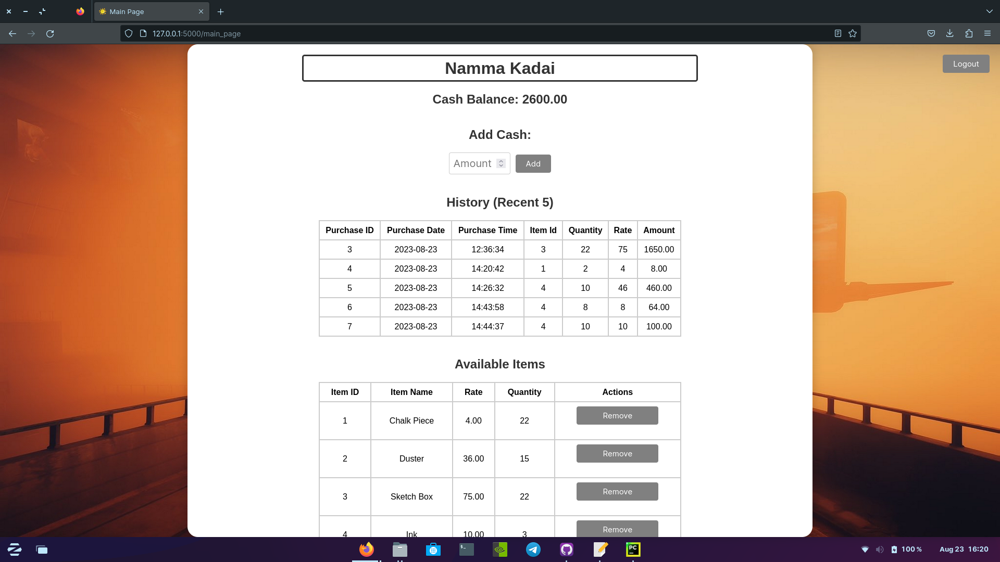 Main Page
127.0.0.1:5000/main_page
Logout
Namma Kadai
Cash Balance: 2600.00
Add Cash:
Amount Add
History (Recent 5)
Purchase ID Purchase Date Purchase Time Item Id Quantity Rate Amount
3 2023-08-23 12:36:34 3 22 75 1650.00
4 2023-08-23 14:20:42 1 2 4 8.00
5 2023-08-23 14:26:32 4 10 46 460.00
6 2023-08-23 14:43:58 4 8 8 64.00
7 2023-08-23 14:44:37 4 10 10 100.00
Available Items
Item ID Item Name Rate Quantity Actions
1 Chalk Piece 4.00 22 Remove
2 Duster 36.00 15 Remove
3 Sketch Box 75.00 22 Remove
4 Ink 10.00 3 Remove
$_ PC 100 % Aug 23 16:20